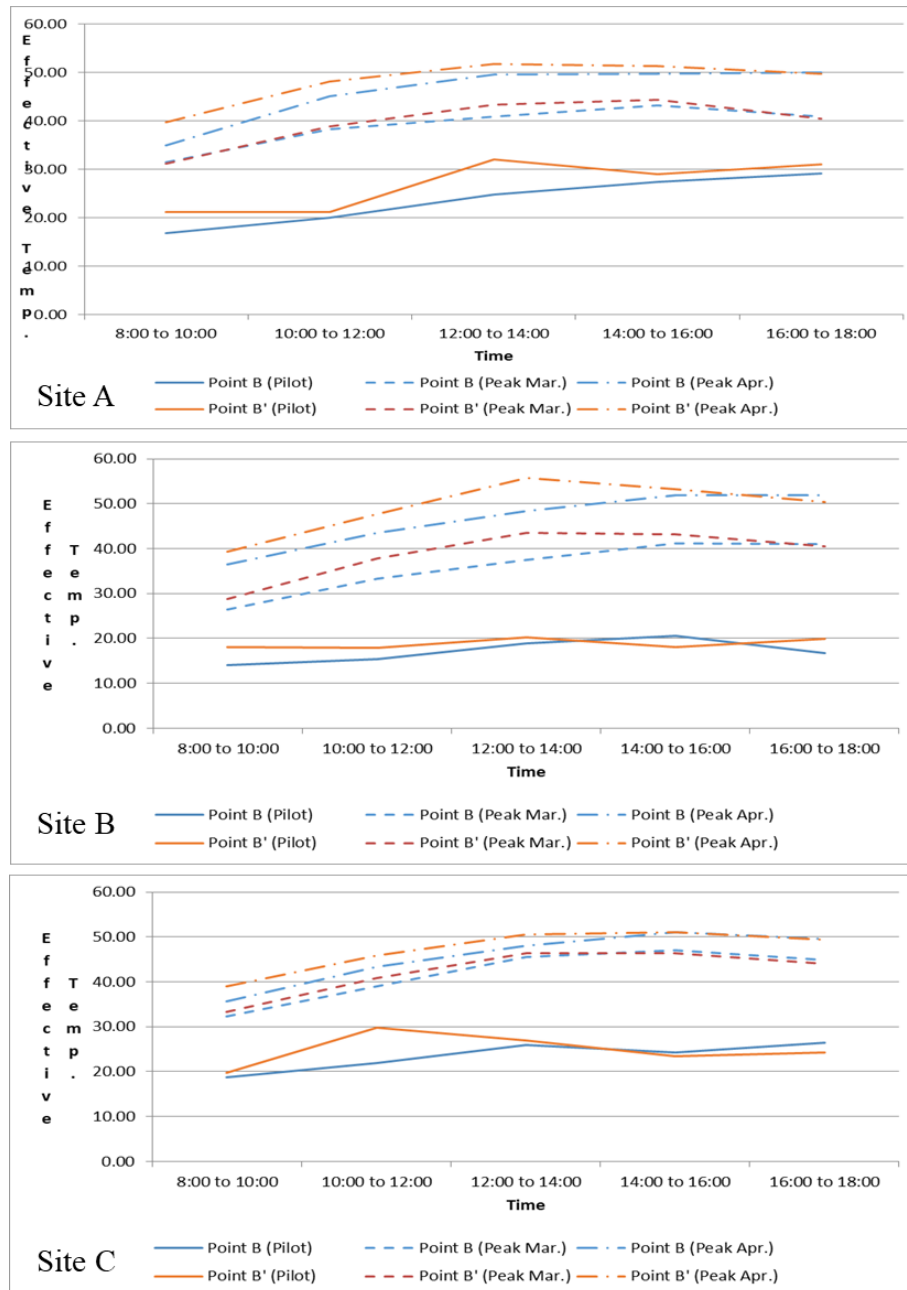 Effective Temp.
60.00
50.00
40.00
30.00
20.00
10.00
0.00
8:00 to 10:00 10:00 to 12:00 12:00 to 14:00 14:00 to 16:00 16:00 to 18:00
Time
Site A
Point B (Pilot) Point B (Peak Mar.) Point B (Peak Apr.)
Point B' (Pilot) Point B' (Peak Mar.) Point B' (Peak Apr.)
Effective Temp.
60.00
50.00
40.00
30.00
20.00
10.00
0.00
8:00 to 10:00 10:00 to 12:00 12:00 to 14:00 14:00 to 16:00 16:00 to 18:00
Time
Site B
Point B (Pilot) Point B (Peak Mar.) Point B (Peak Apr.)
Point B' (Pilot) Point B' (Peak Mar.) Point B' (Peak Apr.)
Effective Temp.
60.00
50.00
40.00
30.00
20.00
10.00
0.00
8:00 to 10:00 10:00 to 12:00 12:00 to 14:00 14:00 to 16:00 16:00 to 18:00
Time
Site C
Point B (Pilot) Point B (Peak Mar.) Point B (Peak Apr.)
Point B' (Pilot) Point B' (Peak Mar.) Point B' (Peak Apr.)